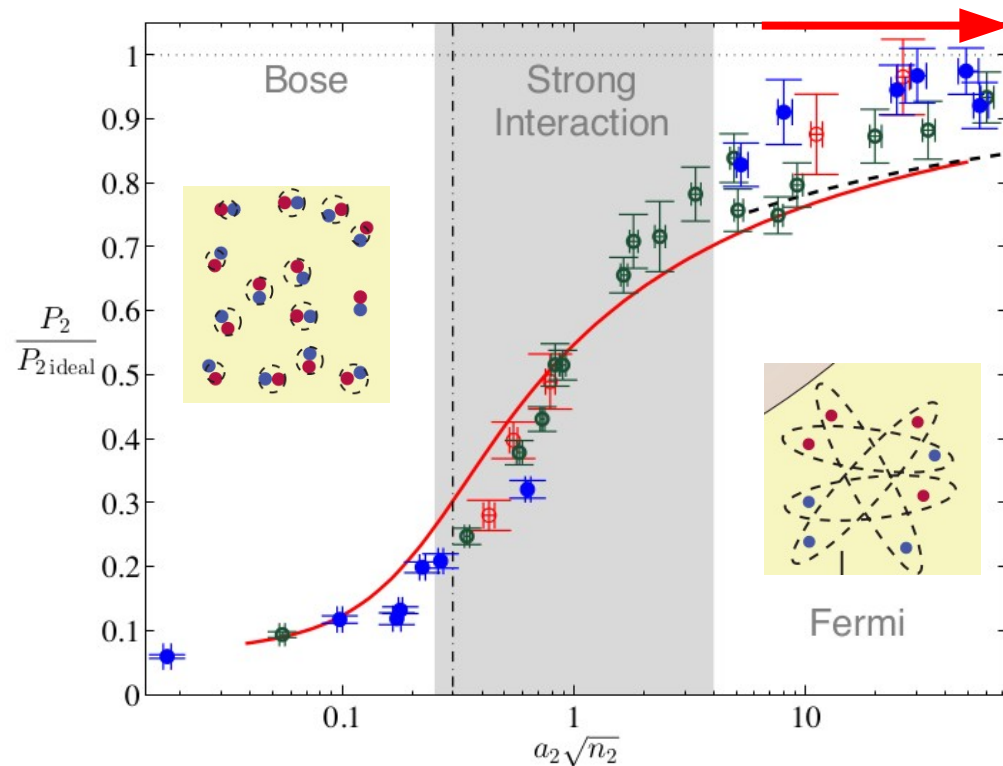 Bose
Strong
Interaction
Fermi
1
0.9
0.8
0.7
0.6
0.5
0.4
0.3
0.2
0.1
0
P₂
P₂ ideal
0.1
1
10
a₂√n₂